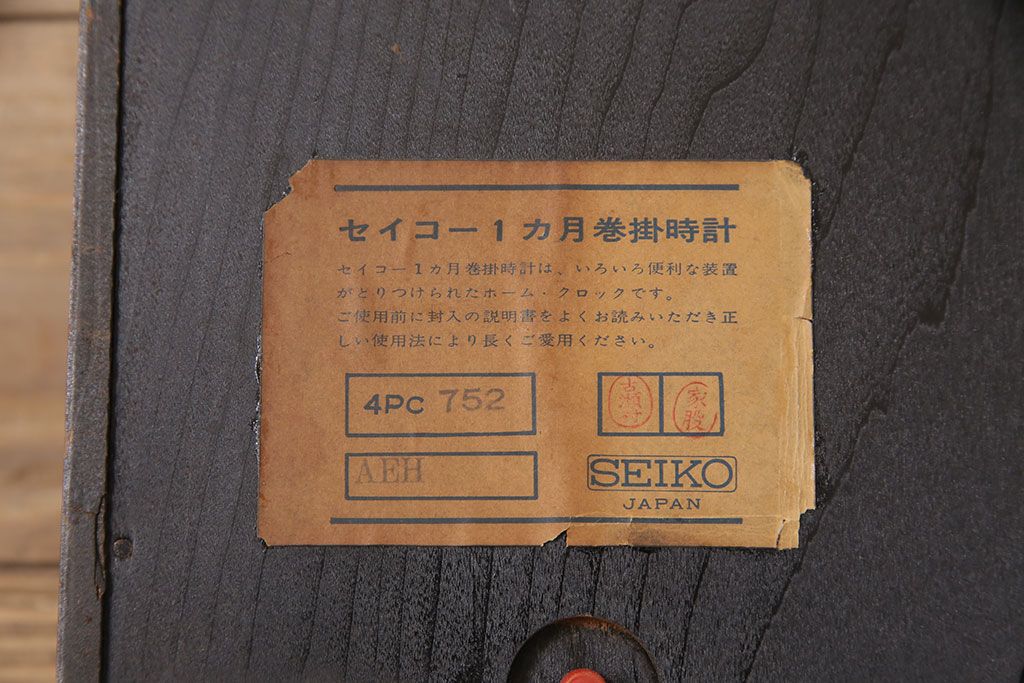 セイコー1カ月巻掛時計
セイコー1カ月巻掛時計は、いろいろ便利な装置
がとりつけられたホーム・クロックです。
ご使用前に封入の説明書をよくお読みいただき正
しい使用法により長くご愛用ください。
4PC 752
AEH
SEIKO
JAPAN